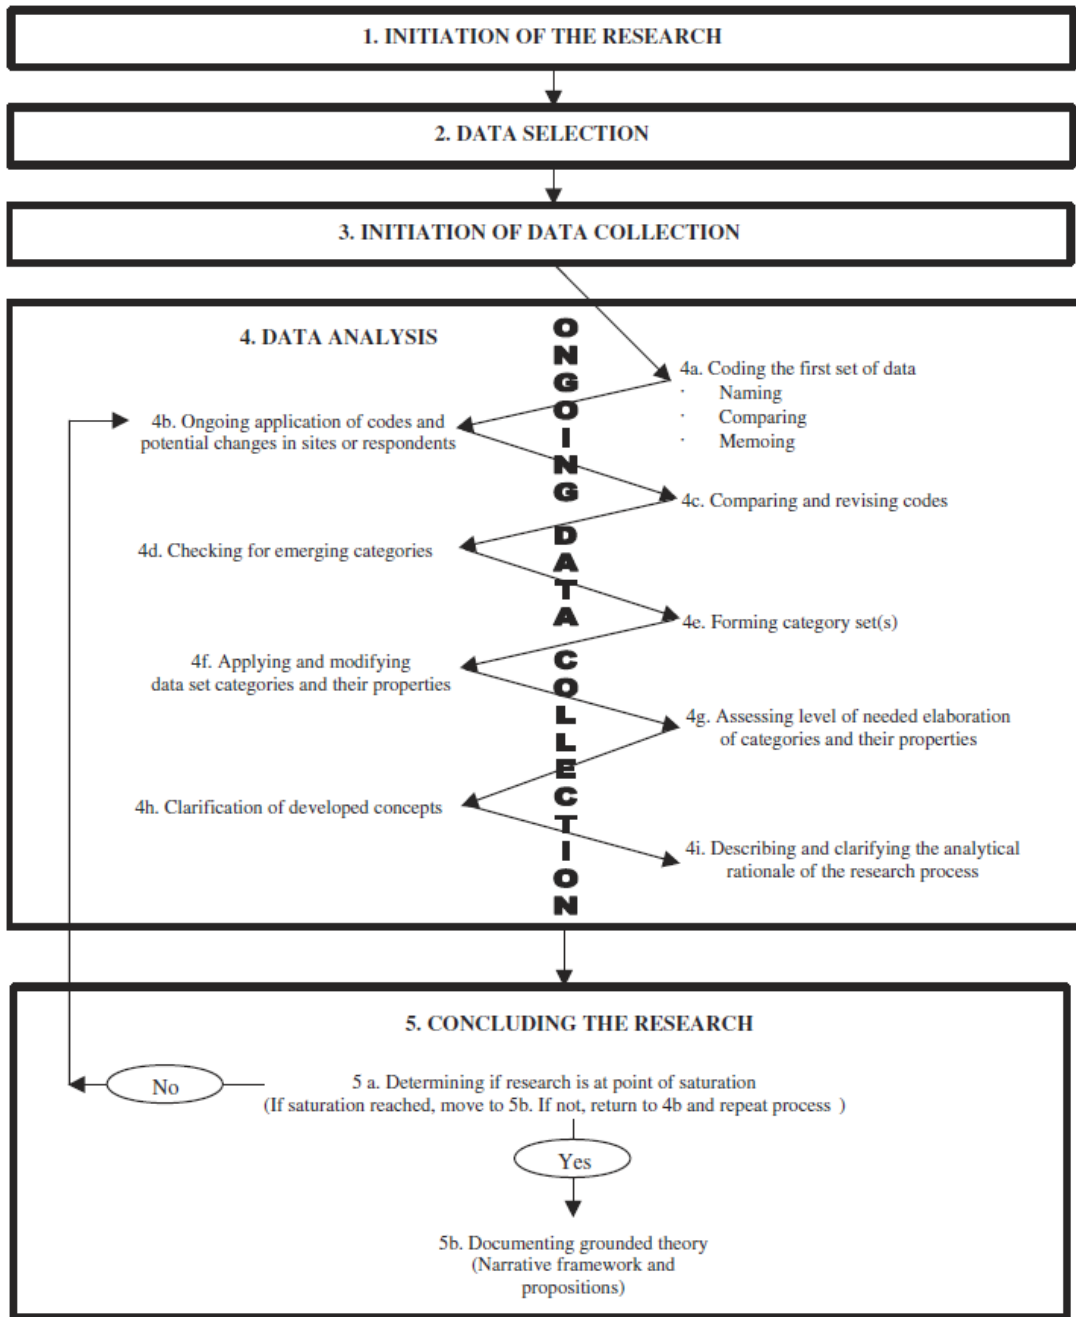 1. INITIATION OF THE RESEARCH
2. DATA SELECTION
3. INITIATION OF DATA COLLECTION
4. DATA ANALYSIS
ONGOING DATA COLLECTION
4a. Coding the first set of data
· Naming
· Comparing
· Memoing
4b. Ongoing application of codes and
potential changes in sites or respondents
4c. Comparing and revising codes
4d. Checking for emerging categories
4e. Forming category set(s)
4f. Applying and modifying
data set categories and their properties
4g. Assessing level of needed elaboration
of categories and their properties
4h. Clarification of developed concepts
4i. Describing and clarifying the analytical
rationale of the research process
5. CONCLUDING THE RESEARCH
No
5 a. Determining if research is at point of saturation
(If saturation reached, move to 5b. If not, return to 4b and repeat process )
Yes
5b. Documenting grounded theory
(Narrative framework and
propositions)